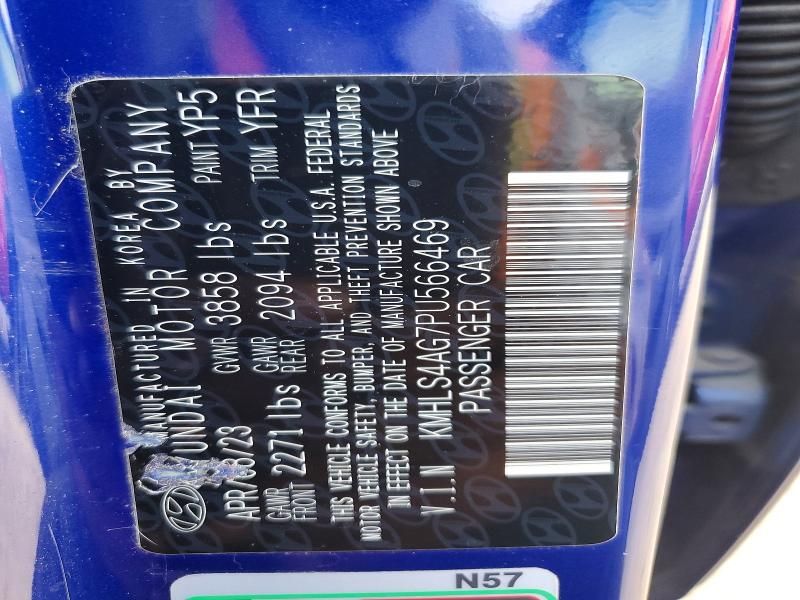 MANUFACTURED IN KOREA BY
HYUNDAI MOTOR COMPANY
APR/03/23 GVWR 3858 lbs PAINT YP5
GAWR FRONT 2271 lbs GAWR REAR 2094 lbs TRIM YFR
THIS VEHICLE CONFORMS TO ALL APPLICABLE U.S.A. FEDERAL
MOTOR VEHICLE SAFETY, BUMPER, AND THEFT PREVENTION STANDARDS
IN EFFECT ON THE DATE OF MANUFACTURE SHOWN ABOVE
V.I.N KMHLS4AG7PU566469
PASSENGER CAR
N57